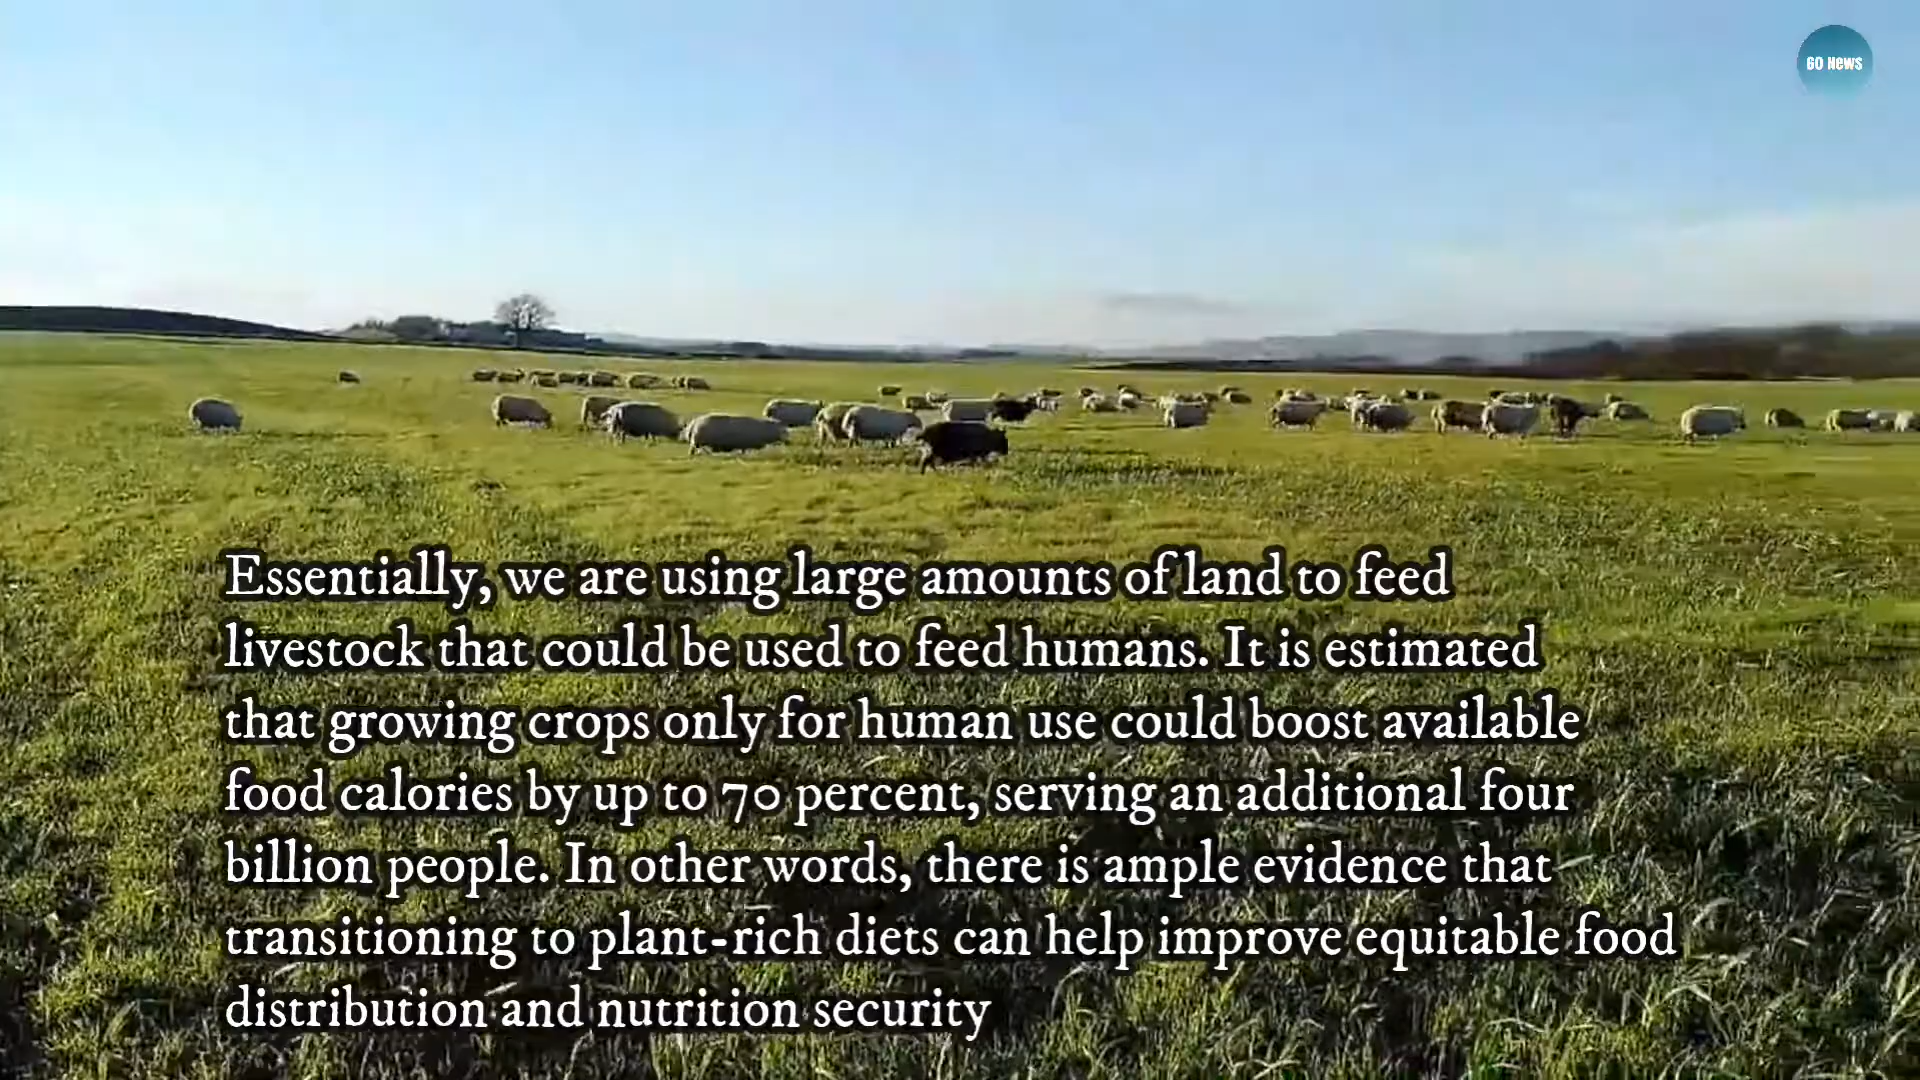 GO News
Essentially, we are using large amounts of land to feed
livestock that could be used to feed humans. It is estimated
that growing crops only for human use could boost available
food calories by up to 70 percent, serving an additional four
billion people. In other words, there is ample evidence that
transitioning to plant-rich diets can help improve equitable food
distribution and nutrition security